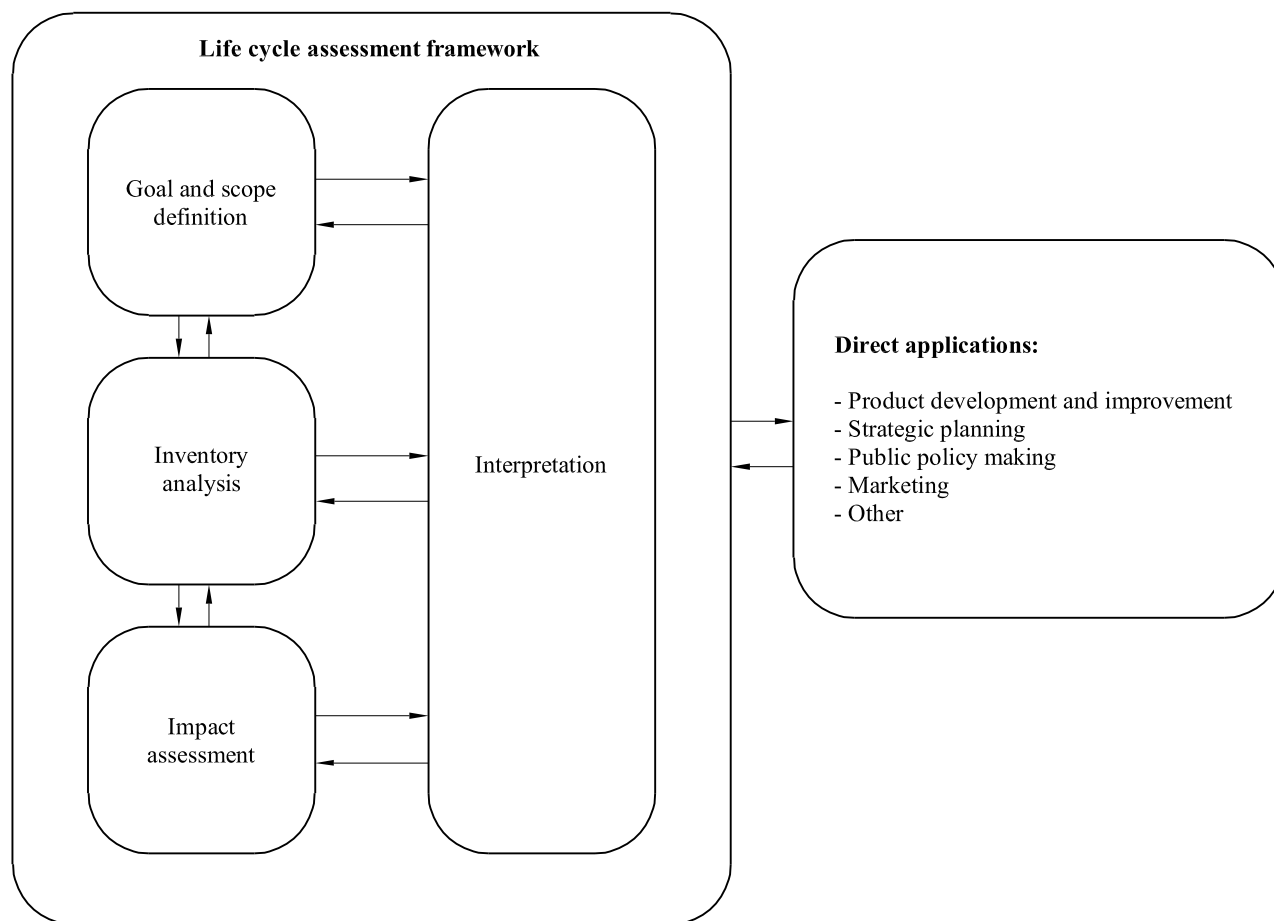 Life cycle assessment framework
Goal and scope
definition
Inventory
analysis
Impact
assessment
Interpretation
Direct applications:
- Product development and improvement
- Strategic planning
- Public policy making
- Marketing
- Other